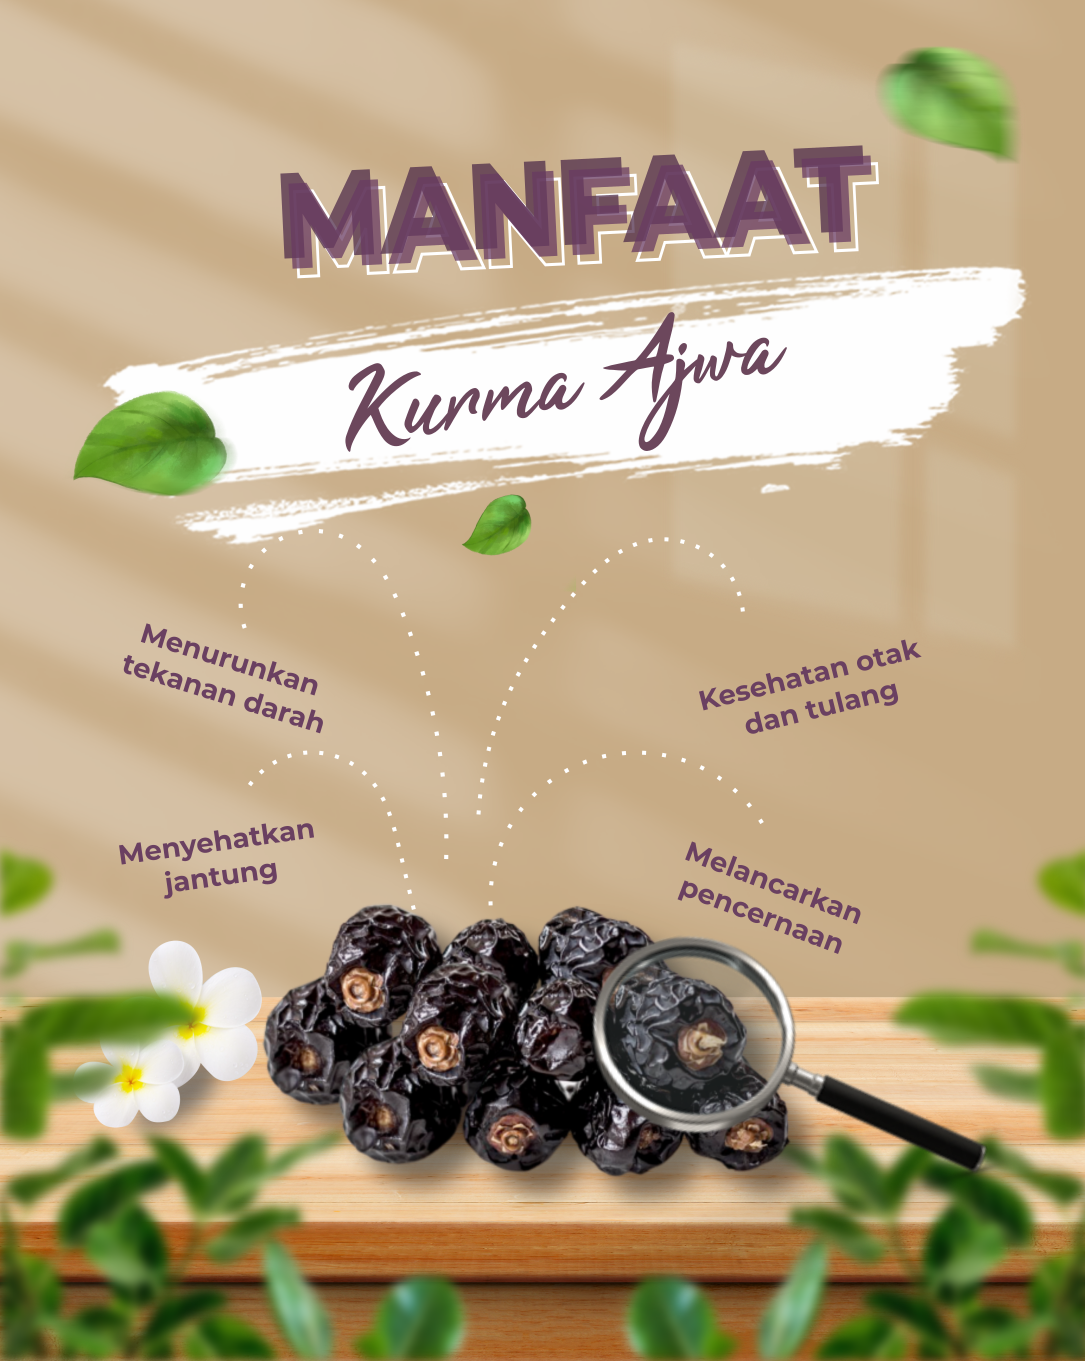 MANFAAT
Kurma Ajwa
Menurunkan
tekanan darah
Kesehatan otak
dan tulang
Menyehatkan
jantung
Melancarkan
pencernaan